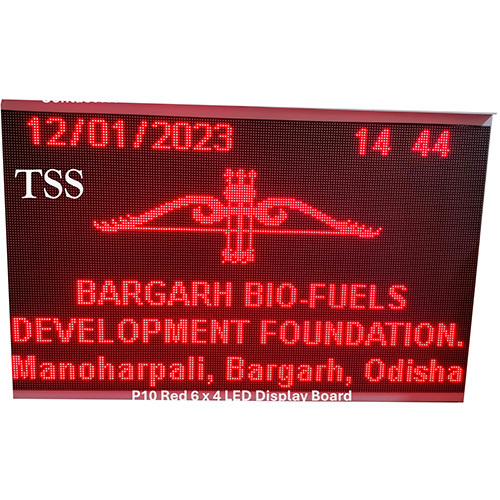 12/01/2023 14 44
TSS
BARGARH BIO-FUELS
DEVELOPMENT FOUNDATION.
Manoharpali, Bargarh, Odisha
P10 Red 6 x 4 LED Display Board